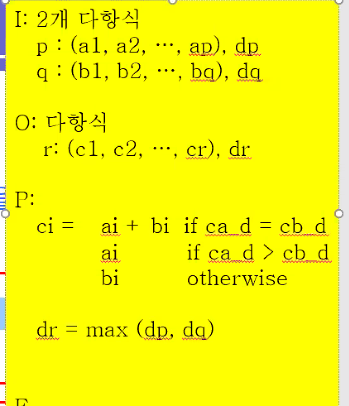 I: 2개 다항식
p : (a1, a2, …, ap), dp
q : (b1, b2, …, bq), dq
O: 다항식
r: (c1, c2, …, cr), dr
P:
ci = ai + bi if ca_d = cb_d
ai if ca_d > cb_d
bi otherwise
dr = max (dp, dq)